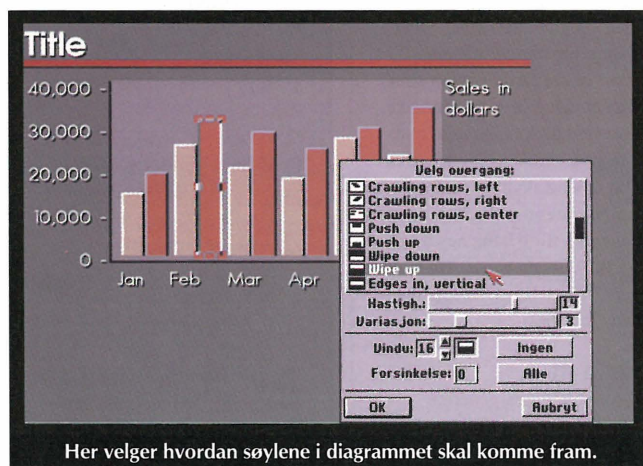 Title
40,000 -
30,000 -
20,000 -
10,000 -
0 -
Jan Feb Mar Apr
Sales in
dollars
Velg overgang:
Crawling rows, left
Crawling rows, right
Crawling rows, center
Push down
Push up
Wipe down
Wipe up
Edges in, vertical
Hastigh.: 14
Variasjon: 3
Vindu: 16 Ingen
Forsinkelse: 0 Alle
OK Avbryt
Her velger hvordan søylene i diagrammet skal komme fram.